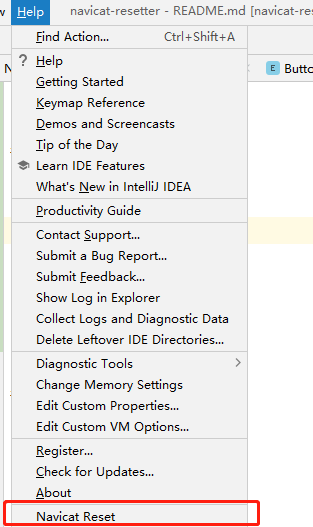 Help
navicat-resetter - README.md [navicat-res
Find Action... Ctrl+Shift+A
N
Butto
Help
Getting Started
Keymap Reference
Demos and Screencasts
Tip of the Day
Learn IDE Features
What's New in IntelliJ IDEA
Productivity Guide
Contact Support...
Submit a Bug Report...
Submit Feedback...
Show Log in Explorer
Collect Logs and Diagnostic Data
Delete Leftover IDE Directories...
Diagnostic Tools
Change Memory Settings
Edit Custom Properties...
Edit Custom VM Options...
Register...
Check for Updates...
About
Navicat Reset